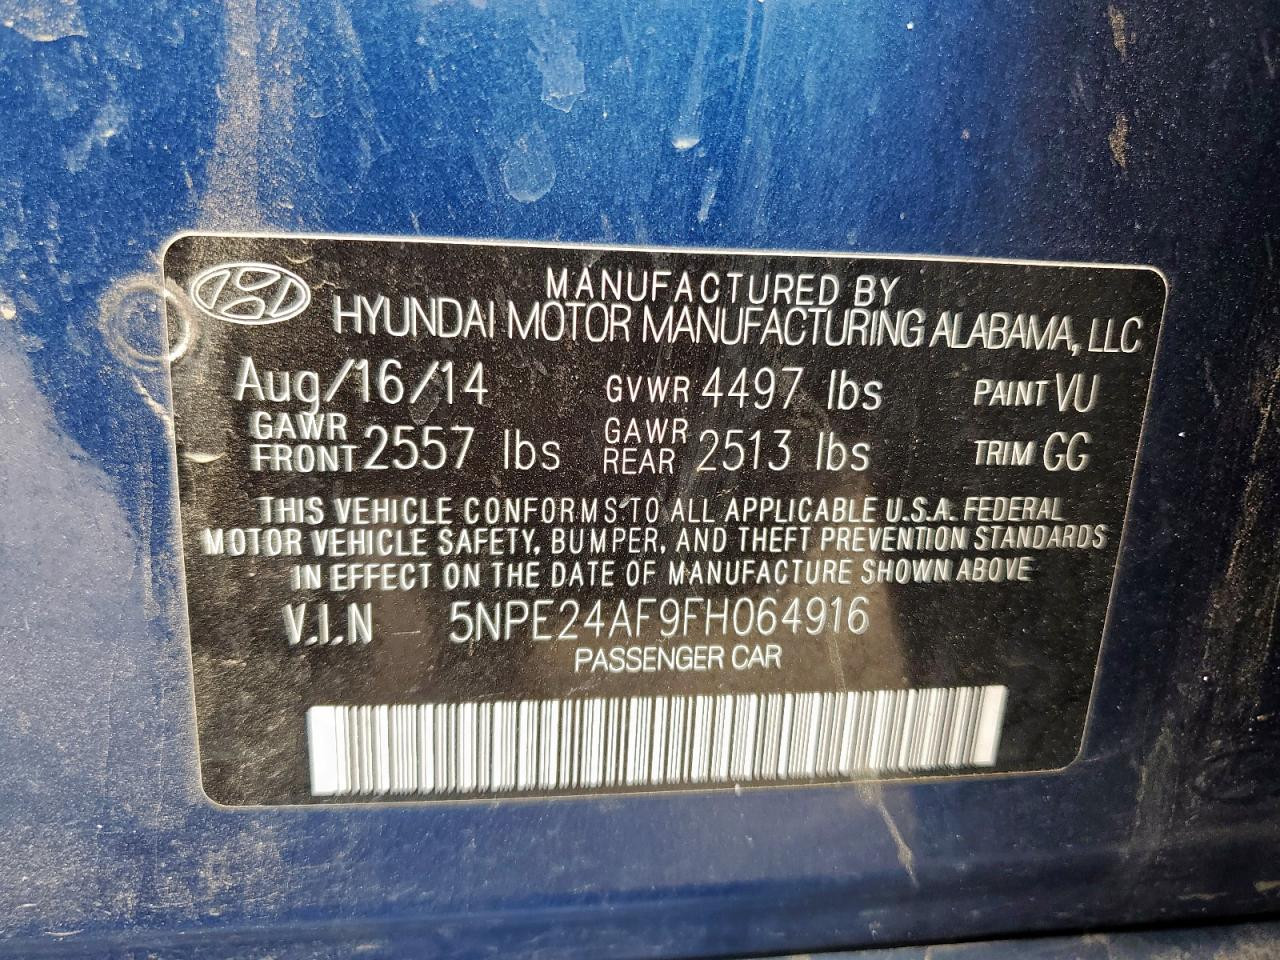 MANUFACTURED BY
HYUNDAI MOTOR MANUFACTURING ALABAMA, LLC
Aug/16/14 GVWR 4497 lbs PAINT VU
GAWR FRONT 2557 lbs GAWR REAR 2513 lbs TRIM GG
THIS VEHICLE CONFORMS TO ALL APPLICABLE U.S.A. FEDERAL
MOTOR VEHICLE SAFETY, BUMPER, AND THEFT PREVENTION STANDARDS
IN EFFECT ON THE DATE OF MANUFACTURE SHOWN ABOVE
V.I.N 5NPE24AF9FH064916
PASSENGER CAR